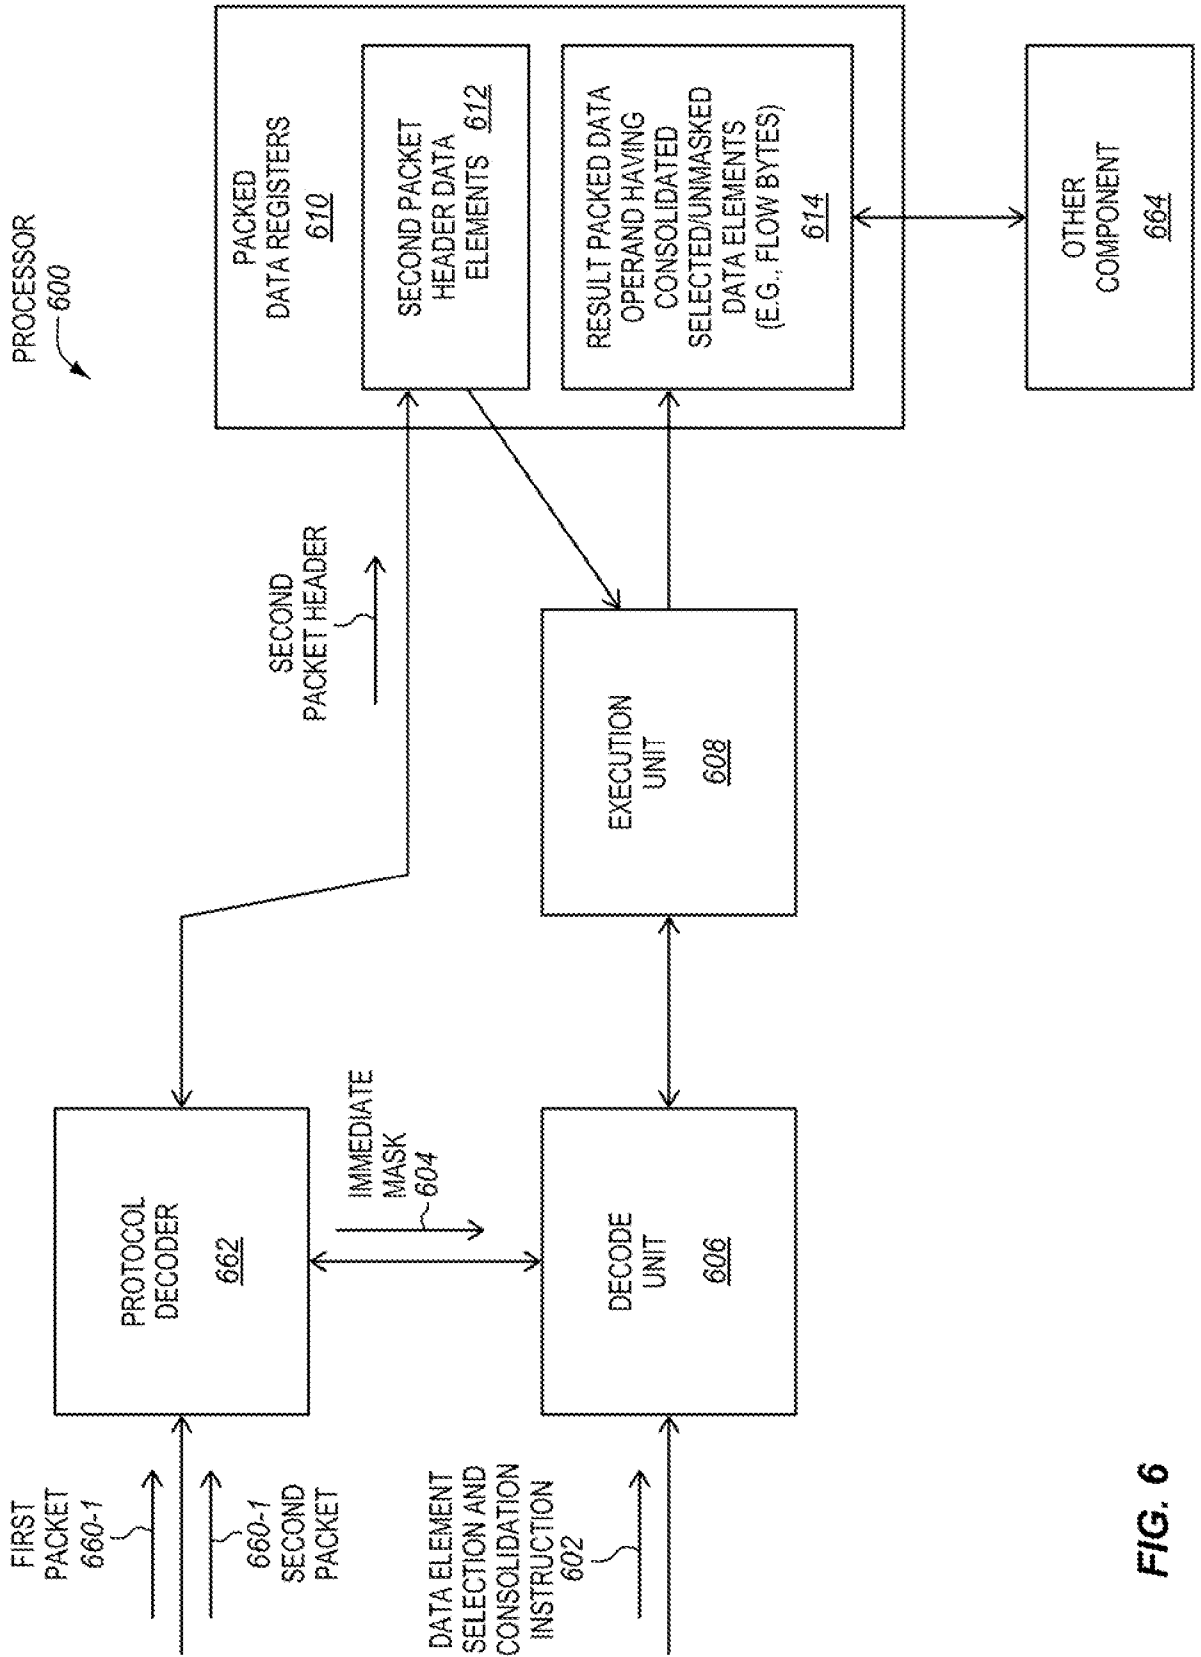 PROCESSOR
600
PACKED
DATA REGISTERS
610
SECOND PACKET
HEADER DATA
ELEMENTS 612
RESULT PACKED DATA
OPERAND HAVING
CONSOLIDATED
SELECTED/UNMASKED
DATA ELEMENTS
(E.G., FLOW BYTES)
614
OTHER
COMPONENT
664
SECOND
PACKET HEADER
EXECUTION
UNIT
608
PROTOCOL
DECODER
662
IMMEDIATE
MASK
604
DECODE
UNIT
606
FIRST
PACKET
660-1
660-1
SECOND
PACKET
DATA ELEMENT
SELECTION AND
CONSOLIDATION
INSTRUCTION
602
FIG. 6